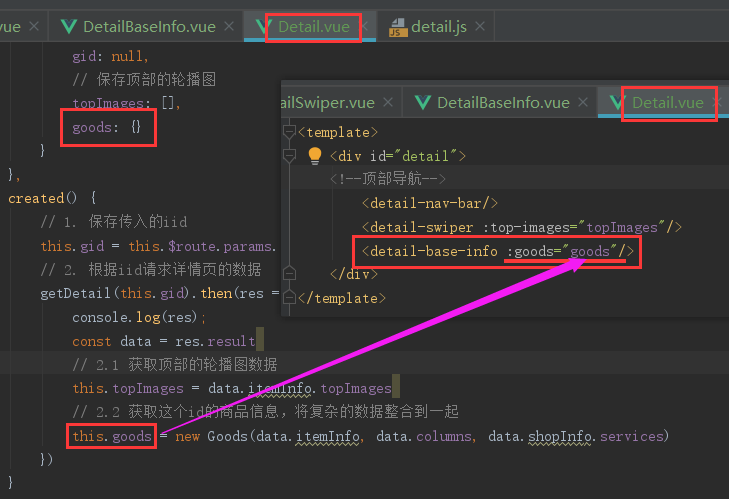 vue
DetailBaseInfo.vue
Detail.vue
detail.js
gid: null,
// 保存顶部的轮播图
topImages: [],
goods: {}
}
},
created() {
// 1. 保存传入的iid
this.gid = this.$route.params.
// 2. 根据iid请求详情页的数据
getDetail(this.gid).then(res =
console.log(res);
const data = res.result
// 2.1 获取顶部的轮播图数据
this.topImages = data.itemInfo.topImages
// 2.2 获取这个id的商品信息, 将复杂的数据整合到一起
this.goods = new Goods(data.itemInfo, data.columns, data.shopInfo.services)
})
}
ailSwiper.vue
DetailBaseInfo.vue
Detail.vue
<template>
<div id="detail">
<!--顶部导航-->
<detail-nav-bar/>
<detail-swiper :top-images="topImages"/>
<detail-base-info :goods="goods"/>
</div>
</template>